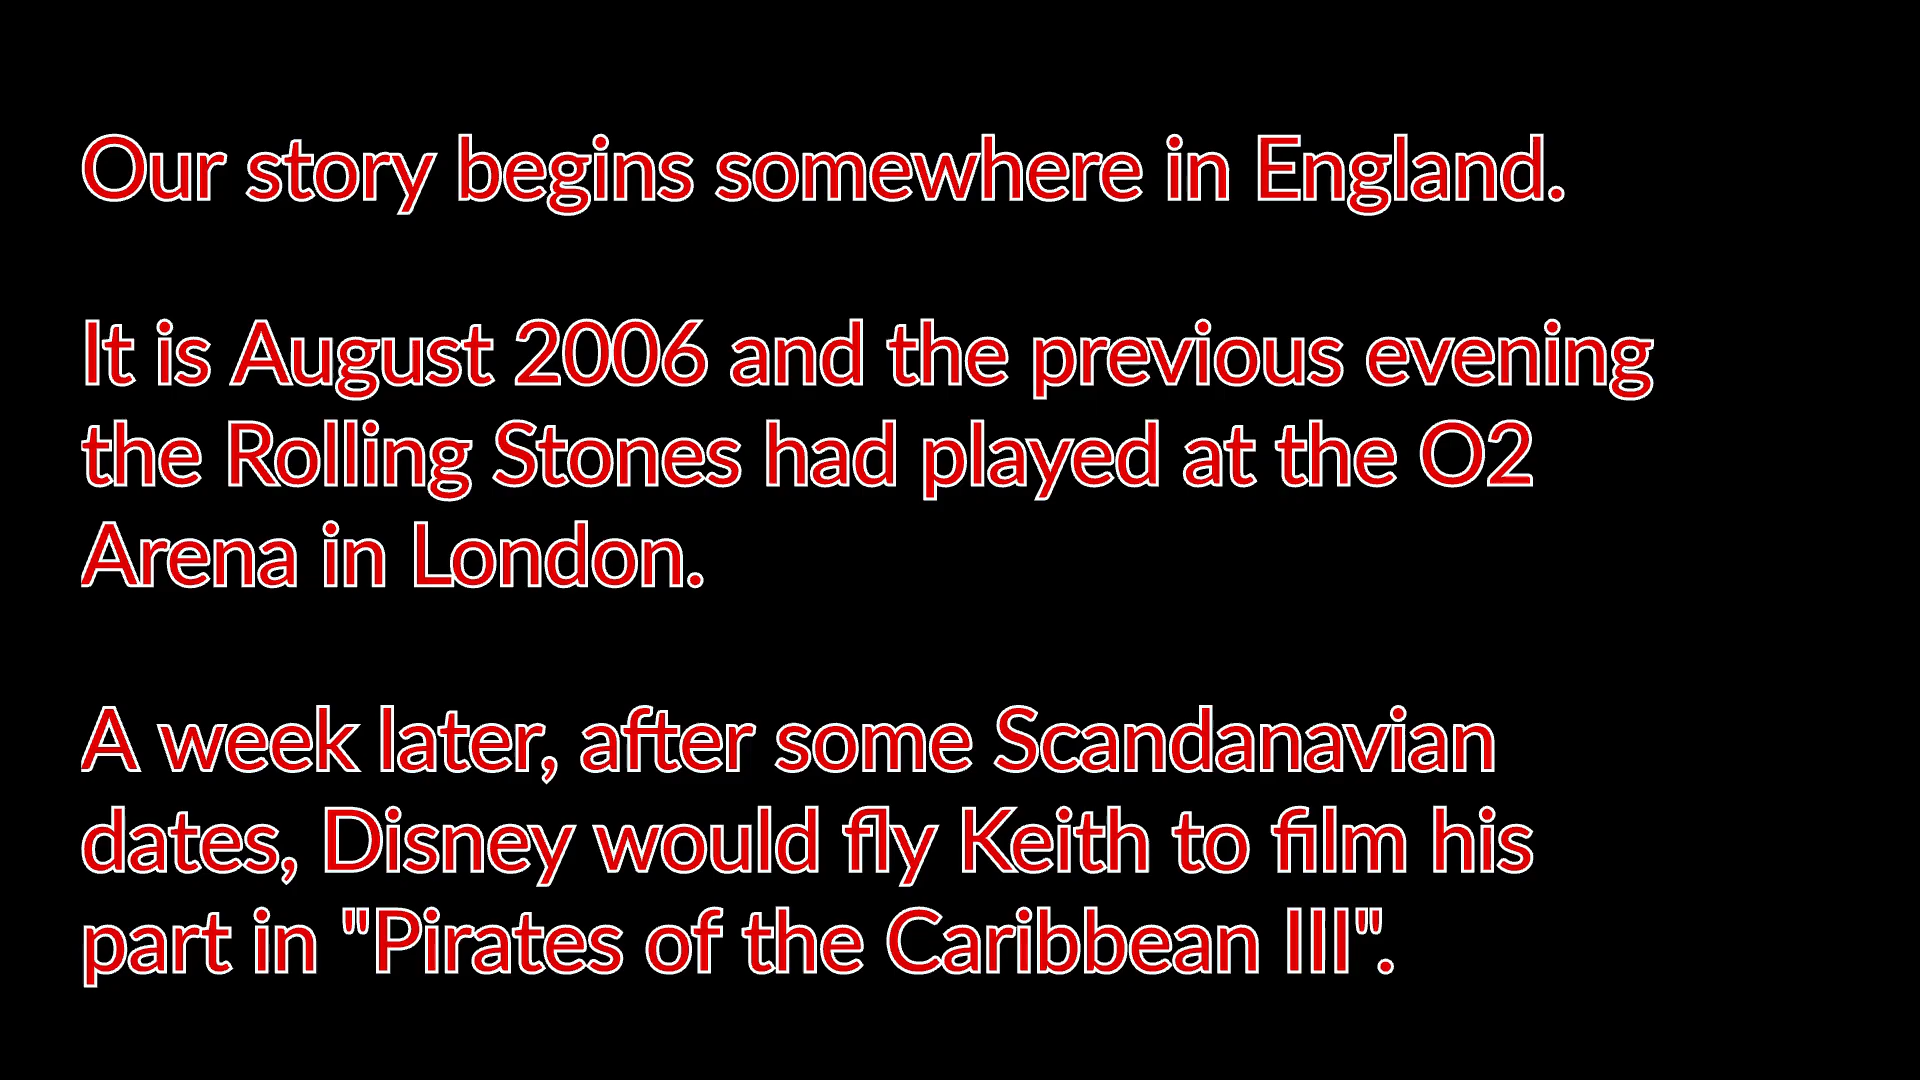 Our story begins somewhere in England.
It is August 2006 and the previous evening
the Rolling Stones had played at the O2
Arena in London.
A week later, after some Scandanavian
dates, Disney would fly Keith to film his
part in "Pirates of the Caribbean III".